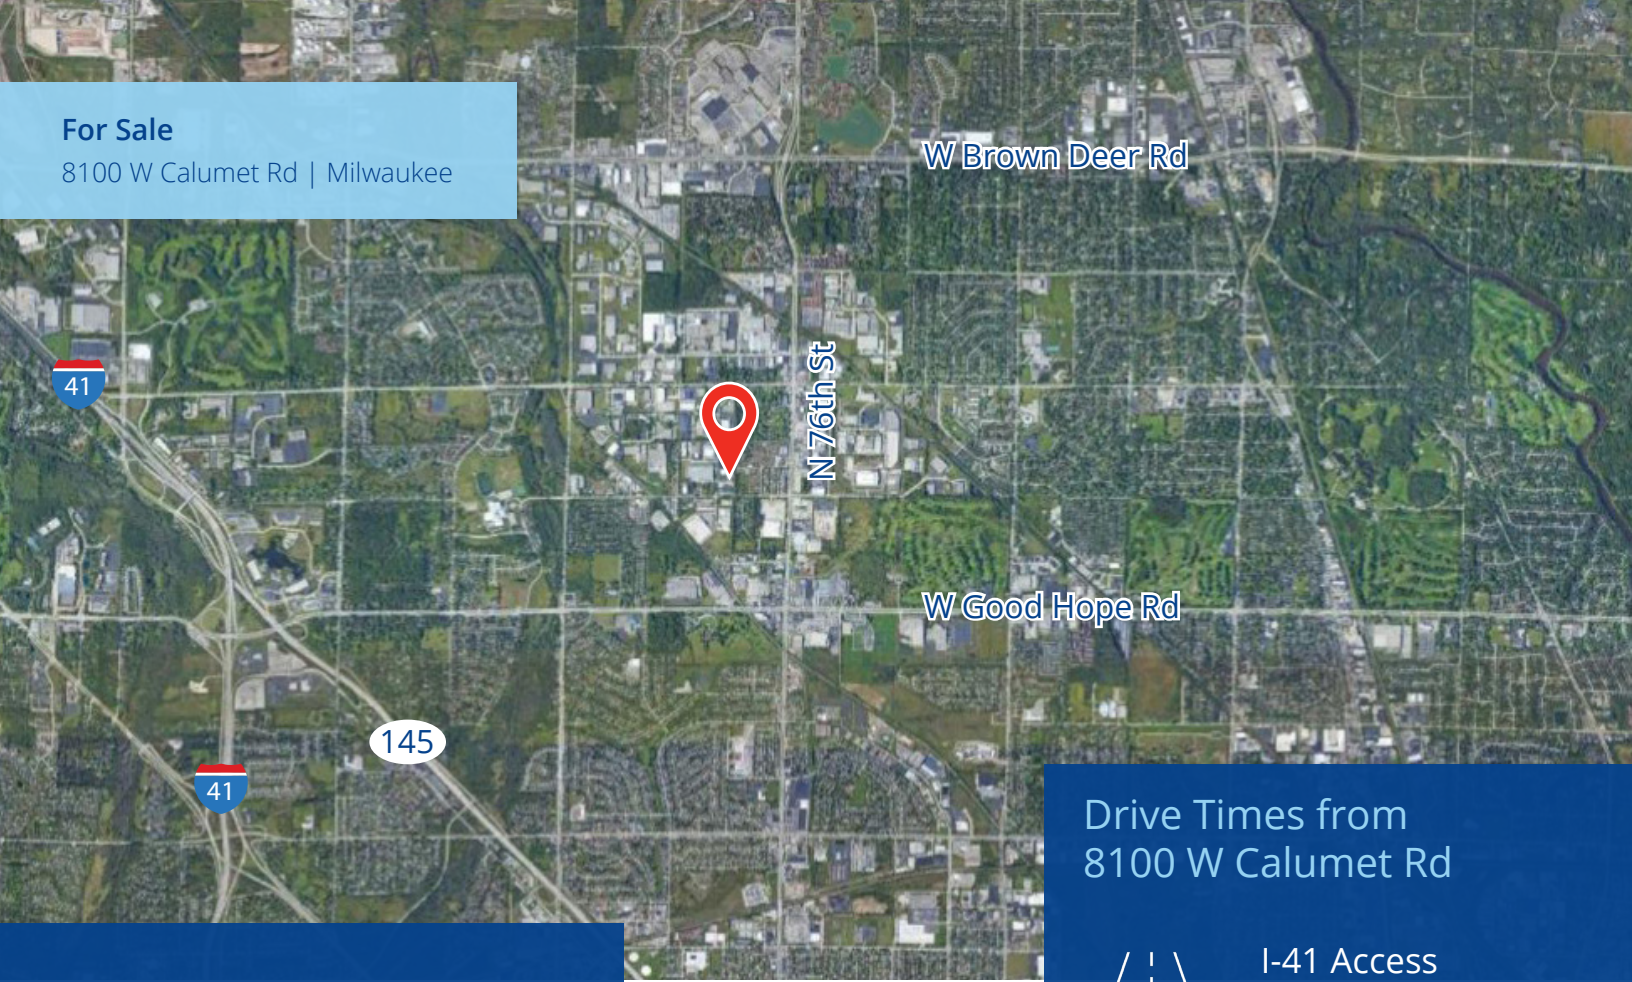 For Sale
8100 W Calumet Rd | Milwaukee
W Brown Deer Rd
41
N 76th St
W Good Hope Rd
145
41
Drive Times from
8100 W Calumet Rd
I-41 Access